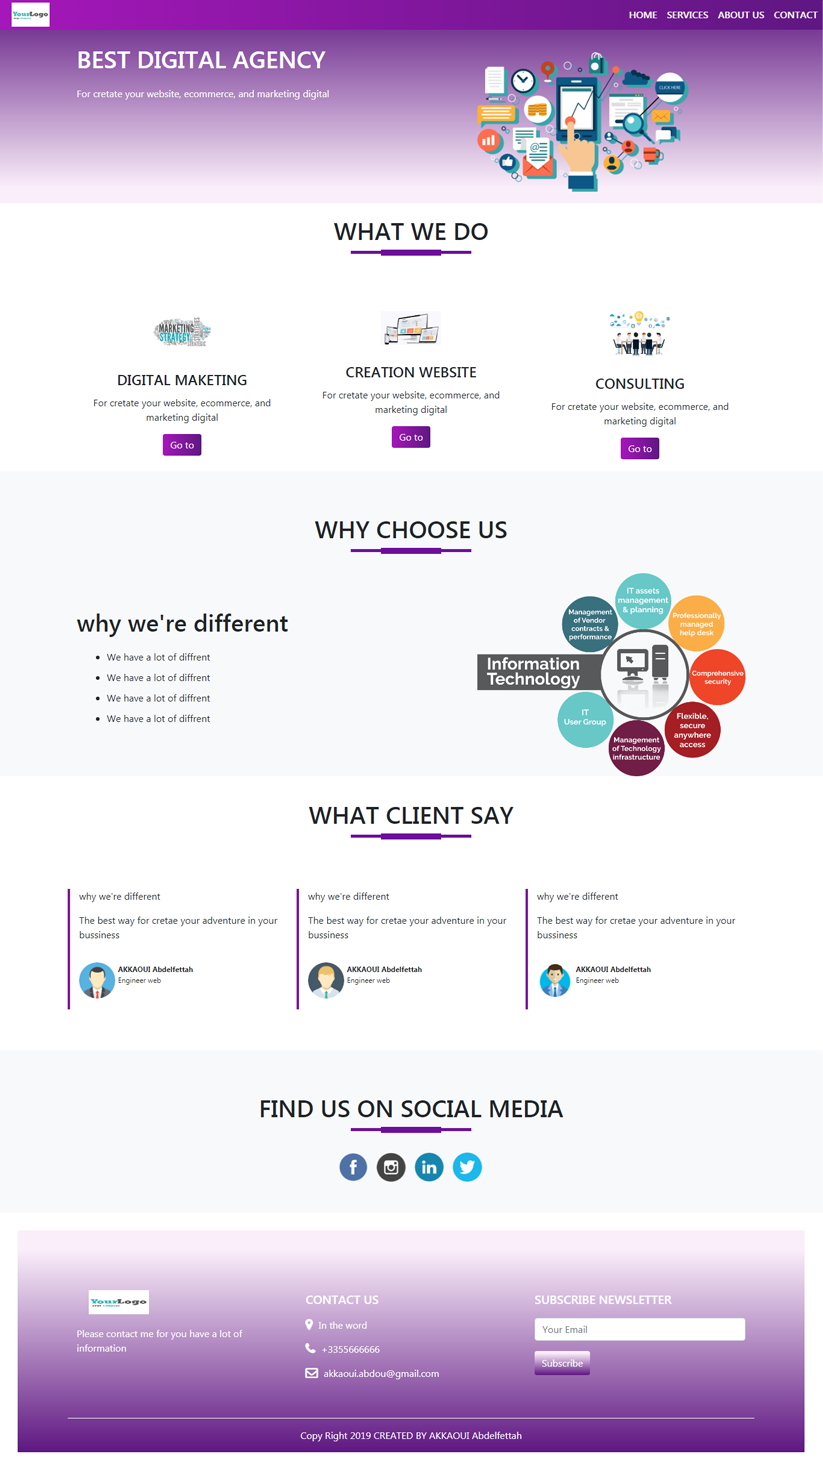 YourLogo
HOME SERVICES ABOUT US CONTACT
BEST DIGITAL AGENCY
For cretate your website, ecommerce, and marketing digital
CLICK HERE
WHAT WE DO
MARKETING
STRATEGY
DIGITAL MAKETING
For cretate your website, ecommerce, and
marketing digital
Go to
CREATION WEBSITE
For cretate your website, ecommerce, and
marketing digital
Go to
CONSULTING
For cretate your website, ecommerce, and
marketing digital
Go to
WHY CHOOSE US
why we're different
We have a lot of diffrent
We have a lot of diffrent
We have a lot of diffrent
We have a lot of diffrent
Information
Technology
IT assets
management
& planning
Management
of Vendor
contracts &
performance
Professionally
managed
help desk
Comprehensive
security
Flexible,
secure
anywhere
access
Management
of Technology
infrastructure
IT
User Group
WHAT CLIENT SAY
why we're different
The best way for cretae your adventure in your
bussiness
AKKAOUI Abdelfettah
Engineer web
why we're different
The best way for cretae your adventure in your
bussiness
AKKAOUI Abdelfettah
Engineer web
why we're different
The best way for cretae your adventure in your
bussiness
AKKAOUI Abdelfettah
Engineer web
FIND US ON SOCIAL MEDIA
YourLogo
Please contact me for you have a lot of
information
CONTACT US
In the word
+3355666666
akkaoui.abdou@gmail.com
SUBSCRIBE NEWSLETTER
Your Email
Subscribe
Copy Right 2019 CREATED BY AKKAOUI Abdelfettah